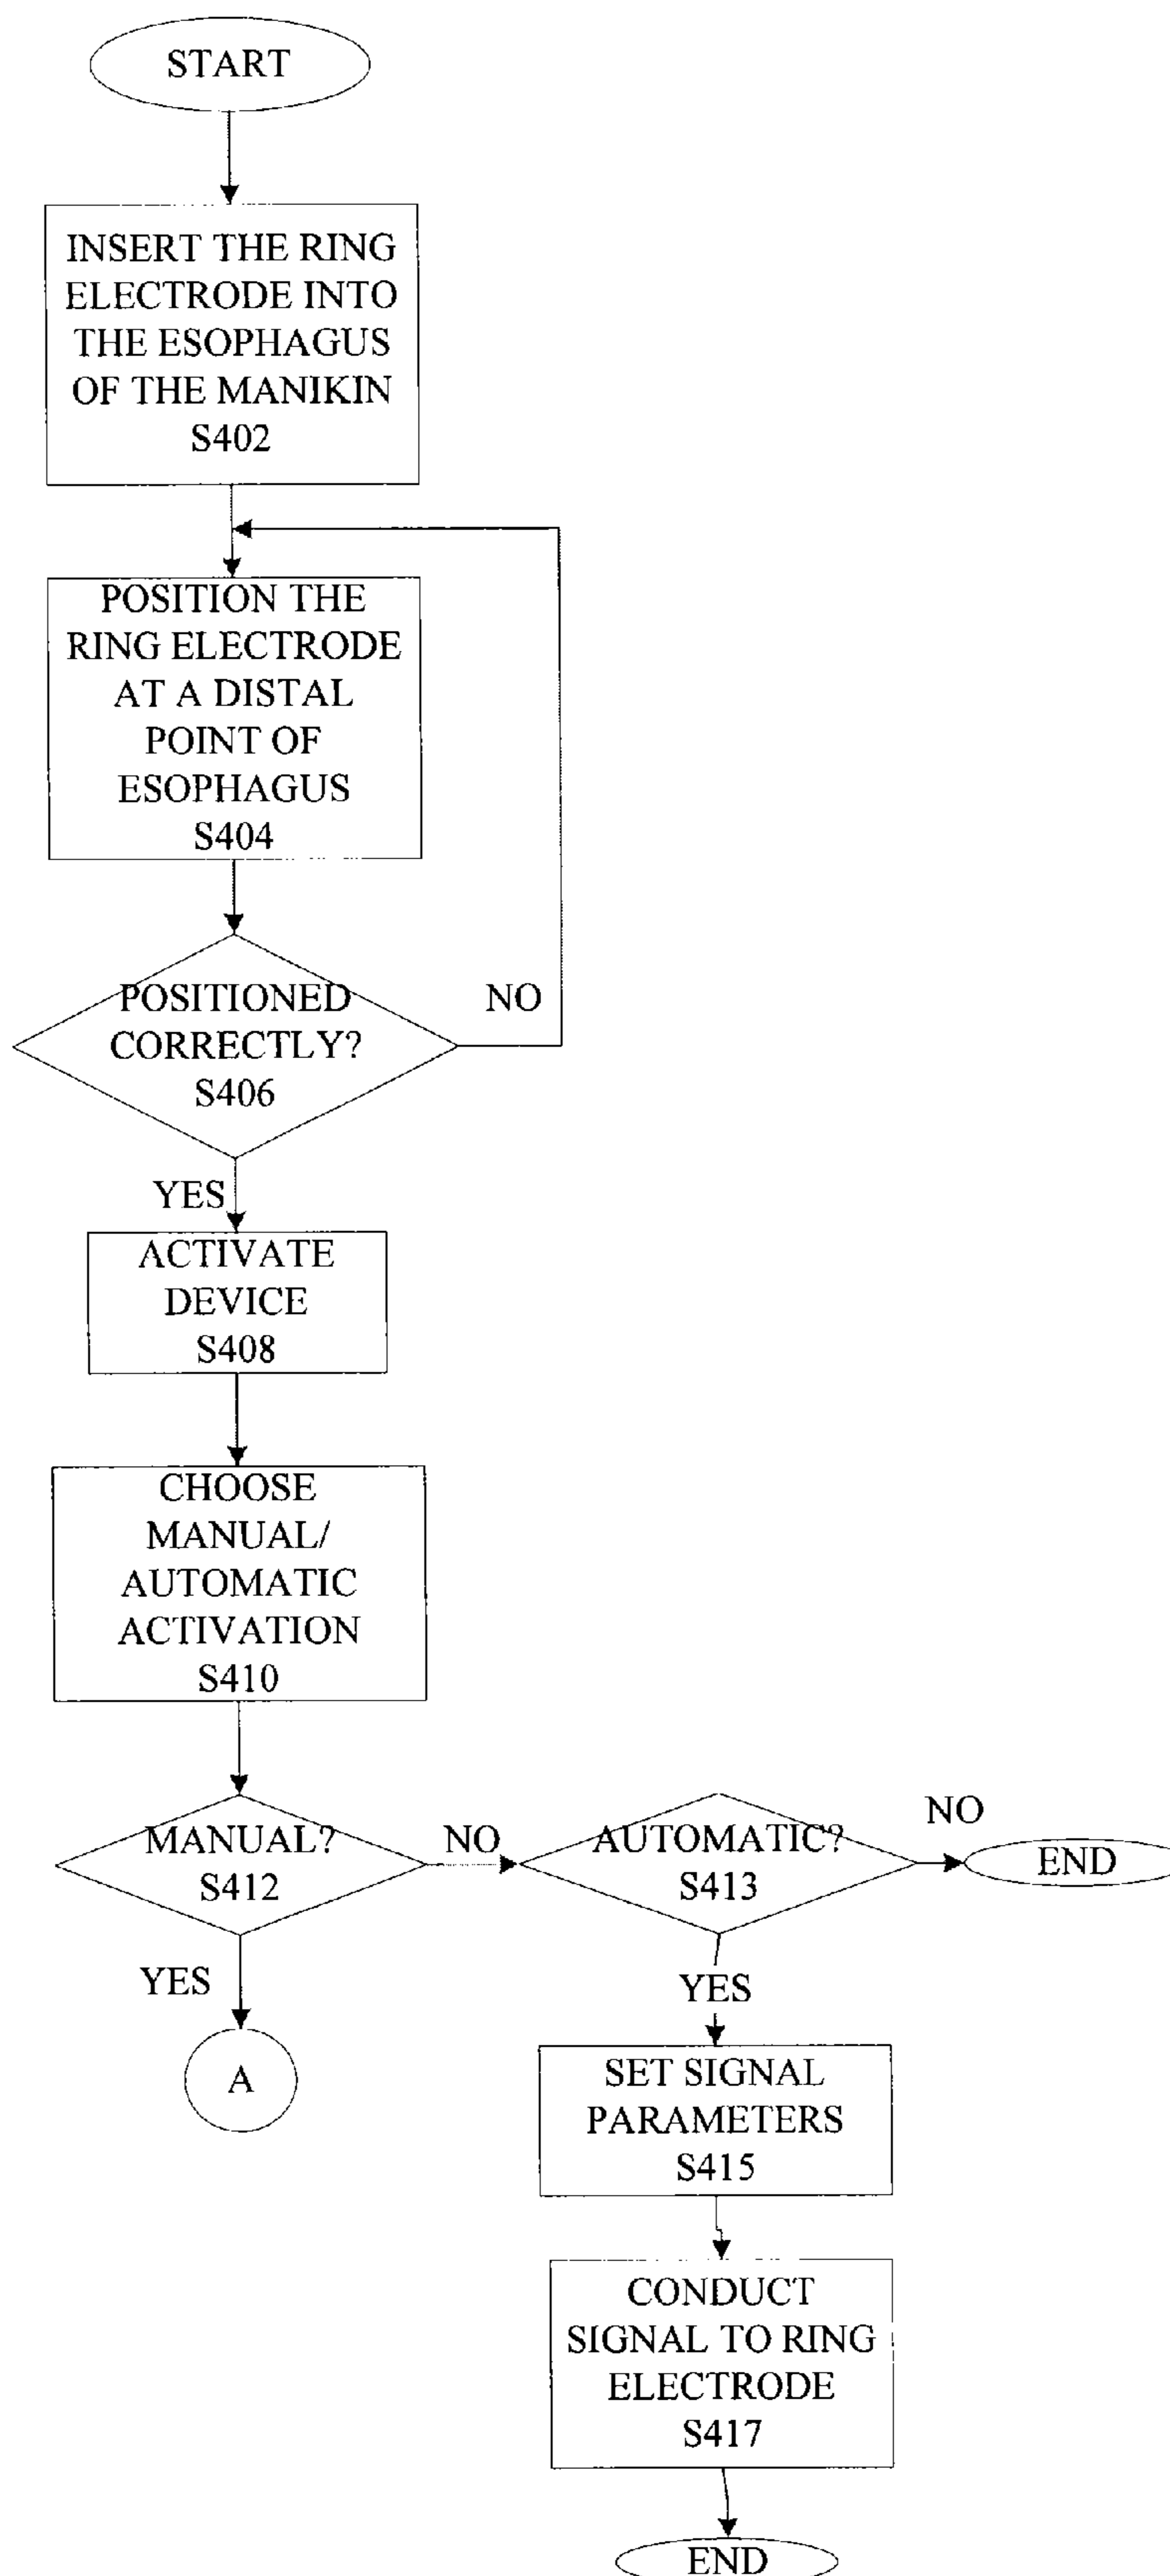 START
INSERT THE RING
ELECTRODE INTO
THE ESOPHAGUS
OF THE MANIKIN
S402
POSITION THE
RING ELECTRODE
AT A DISTAL
POINT OF
ESOPHAGUS
S404
POSITIONED
CORRECTLY?
S406
NO
YES
ACTIVATE
DEVICE
S408
CHOOSE
MANUAL/
AUTOMATIC
ACTIVATION
S410
MANUAL?
S412
NO
AUTOMATIC?
S413
NO
END
YES
A
YES
SET SIGNAL
PARAMETERS
S415
CONDUCT
SIGNAL TO RING
ELECTRODE
S417
END